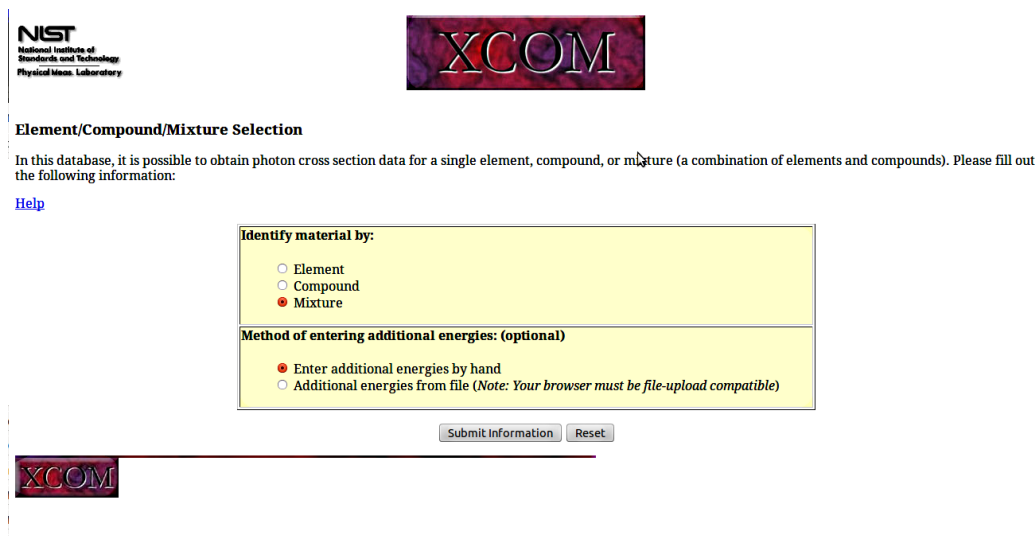 NIST
National Institute of
Standards and Technology
Physical Meas. Laboratory
XCOM
Element/Compound/Mixture Selection
In this database, it is possible to obtain photon cross section data for a single element, compound, or mixture (a combination of elements and compounds). Please fill out
the following information:
Help
Identify material by:
Element
Compound
Mixture
Method of entering additional energies: (optional)
Enter additional energies by hand
Additional energies from file (Note: Your browser must be file-upload compatible)
Submit Information Reset
XCOM